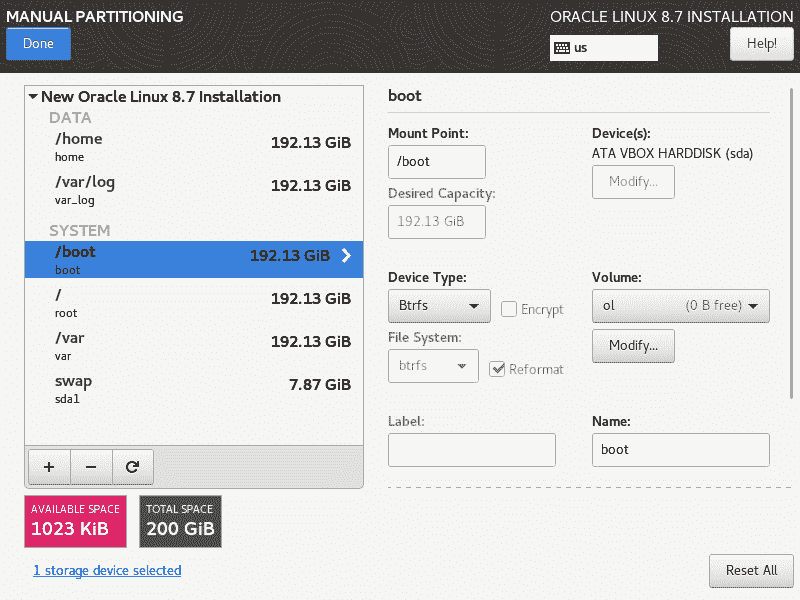 MANUAL PARTITIONING
ORACLE LINUX 8.7 INSTALLATION
Done
us
Help!
New Oracle Linux 8.7 Installation
DATA
/home 192.13 GiB
home
/var/log 192.13 GiB
var_log
SYSTEM
/boot 192.13 GiB
boot
/ 192.13 GiB
root
/var 192.13 GiB
var
swap 7.87 GiB
sda1
+ − 
AVAILABLE SPACE
1023 KiB
TOTAL SPACE
200 GiB
1 storage device selected
boot
Mount Point:
/boot
Desired Capacity:
192.13 GiB
Device(s):
ATA VBOX HARDDISK (sda)
Modify...
Device Type:
Btrfs
Encrypt
File System:
btrfs
Reformat
Volume:
ol (0 B free)
Modify...
Label:
Name:
boot
Reset All